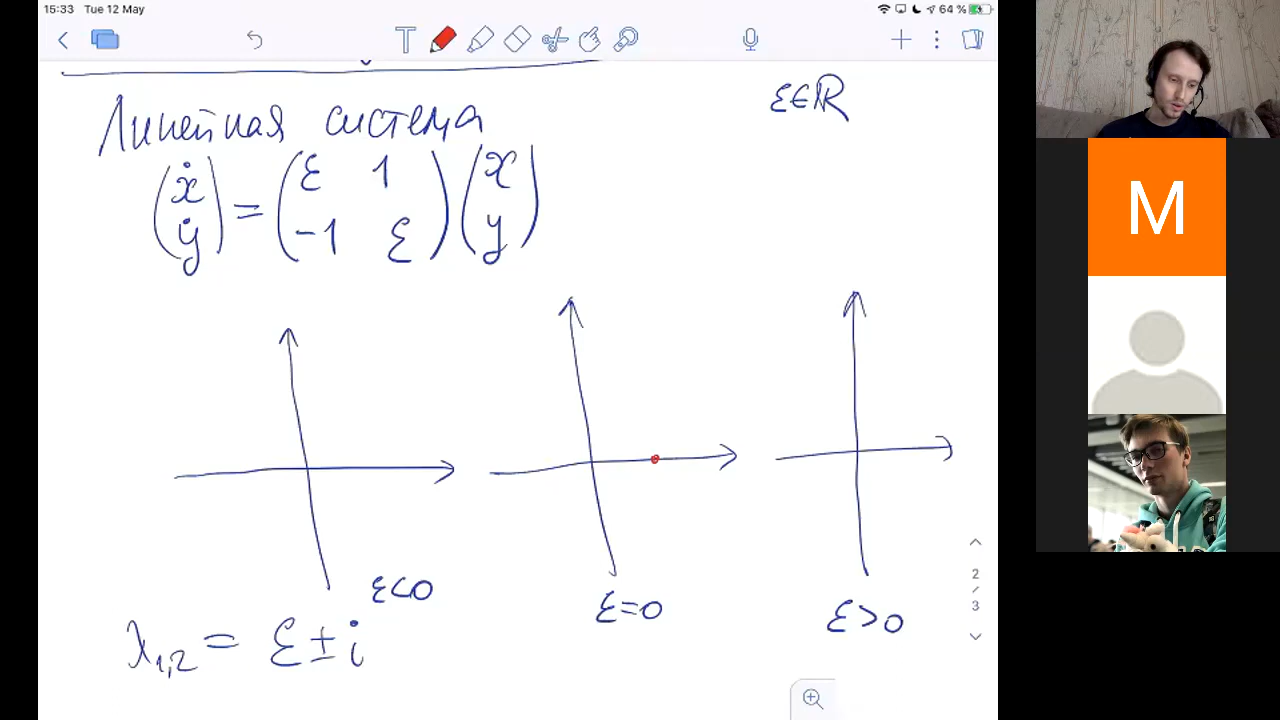 15:33 Tue 12 May
64 %
T
Линейная система
ε∈ℝ
(ẋ ẏ) = (ε 1 -1 ε) (x y)
ε<0
ε=0
ε>0
λ1,2 = ε ± i
2
/
3
M